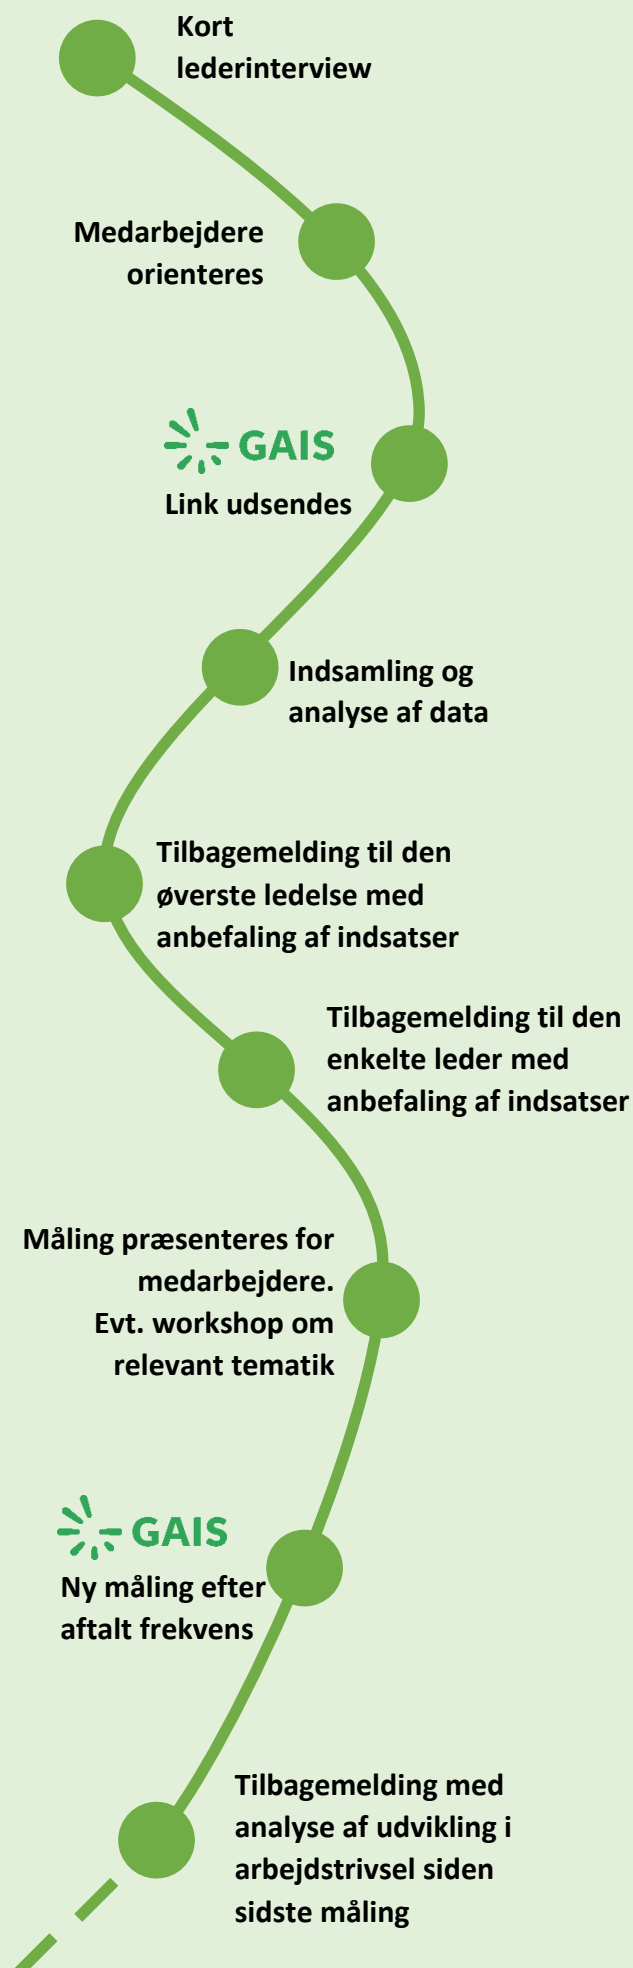 Kort
lederinterview
Medarbejdere
orienteres
GAIS
Link udsendes
Indsamling og
analyse af data
Tilbagemelding til den
øverste ledelse med
anbefaling af indsatser
Tilbagemelding til den
enkelte leder med
anbefaling af indsatser
Måling præsenteres for
medarbejdere.
Evt. workshop om
relevant tematik
GAIS
Ny måling efter
aftalt frekvens
Tilbagemelding med
analyse af udvikling i
arbejdstrivsel siden
sidste måling